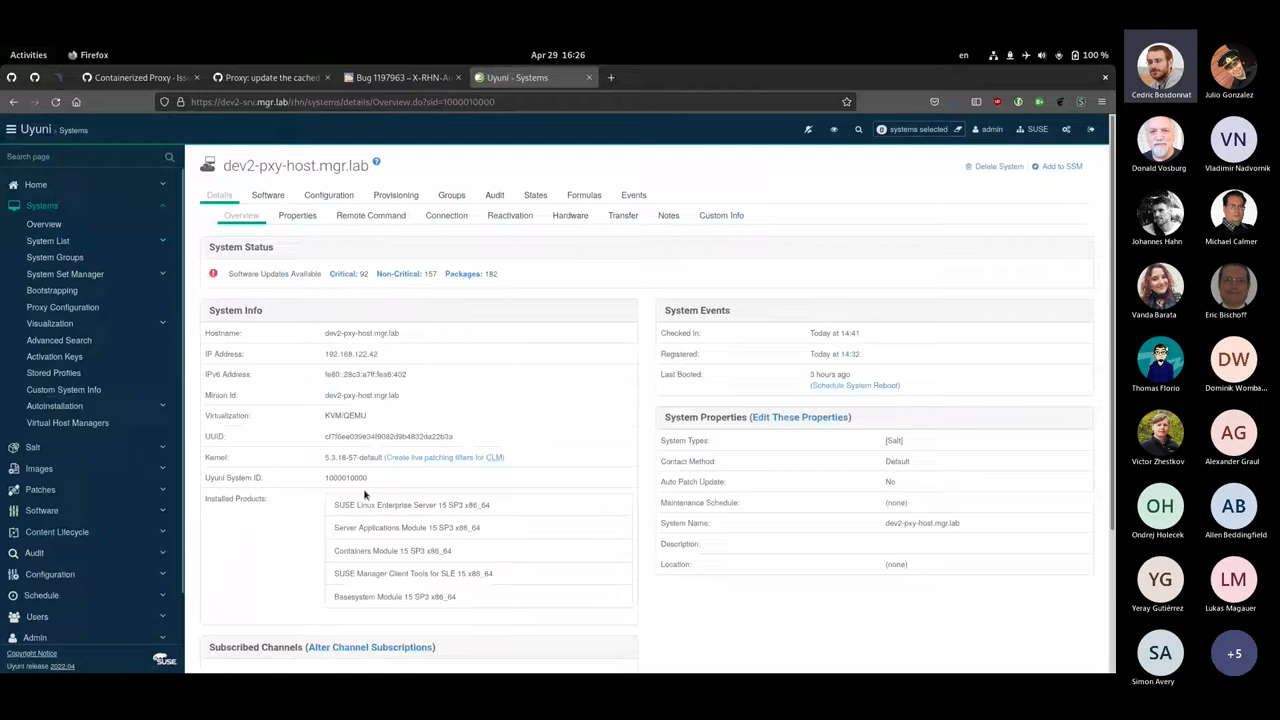 Activities
Firefox
Apr 29 16:26
en
100 %
Containerized Proxy - Issu
Proxy: update the cached
Bug 1197963 – X-RHN-Au
Uyuni - Systems
https://dev2-srv.mgr.lab/rhn/systems/details/Overview.do?sid=1000010000
Uyuni › Systems
0 systems selected
admin
SUSE
Search page
Home
Systems
Overview
System List
System Groups
System Set Manager
Bootstrapping
Proxy Configuration
Visualization
Advanced Search
Activation Keys
Stored Profiles
Custom System Info
Autoinstallation
Virtual Host Managers
Salt
Images
Patches
Software
Content Lifecycle
Audit
Configuration
Schedule
Users
Admin
Copyright Notice
Uyuni release 2022.04
SUSE
dev2-pxy-host.mgr.lab ?
Delete System
Add to SSM
Details Software Configuration Provisioning Groups Audit States Formulas Events
Overview Properties Remote Command Connection Reactivation Hardware Transfer Notes Custom Info
System Status
Software Updates Available Critical: 92 Non-Critical: 157 Packages: 182
System Info
Hostname: dev2-pxy-host.mgr.lab
IP Address: 192.168.122.42
IPv6 Address: fe80::28c3:a7ff:fea6:402
Minion Id: dev2-pxy-host.mgr.lab
Virtualization: KVM/QEMU
UUID: cf7f6ee039e34f9082d9b4832da22b3a
Kernel: 5.3.18-57-default (Create live patching filters for CLM)
Uyuni System ID: 1000010000
Installed Products:
SUSE Linux Enterprise Server 15 SP3 x86_64
Server Applications Module 15 SP3 x86_64
Containers Module 15 SP3 x86_64
SUSE Manager Client Tools for SLE 15 x86_64
Basesystem Module 15 SP3 x86_64
Subscribed Channels (Alter Channel Subscriptions)
System Events
Checked In: Today at 14:41
Registered: Today at 14:32
Last Booted: 3 hours ago
(Schedule System Reboot)
System Properties (Edit These Properties)
System Types: [Salt]
Contact Method: Default
Auto Patch Update: No
Maintenance Schedule: (none)
System Name: dev2-pxy-host.mgr.lab
Description:
Location: (none)
Cedric Bosdonnat
Julio Gonzalez
Donald Vosburg
VN
Vladimir Nadvornik
Johannes Hahn
Michael Calmer
Vanda Barata
Eric Bischoff
Thomas Florio
DW
Dominik Womba...
Victor Zhestkov
AG
Alexander Graul
OH
Ondrej Holecek
AB
Allen Beddingfield
YG
Yeray Gutiérrez
LM
Lukas Magauer
SA
Simon Avery
+5